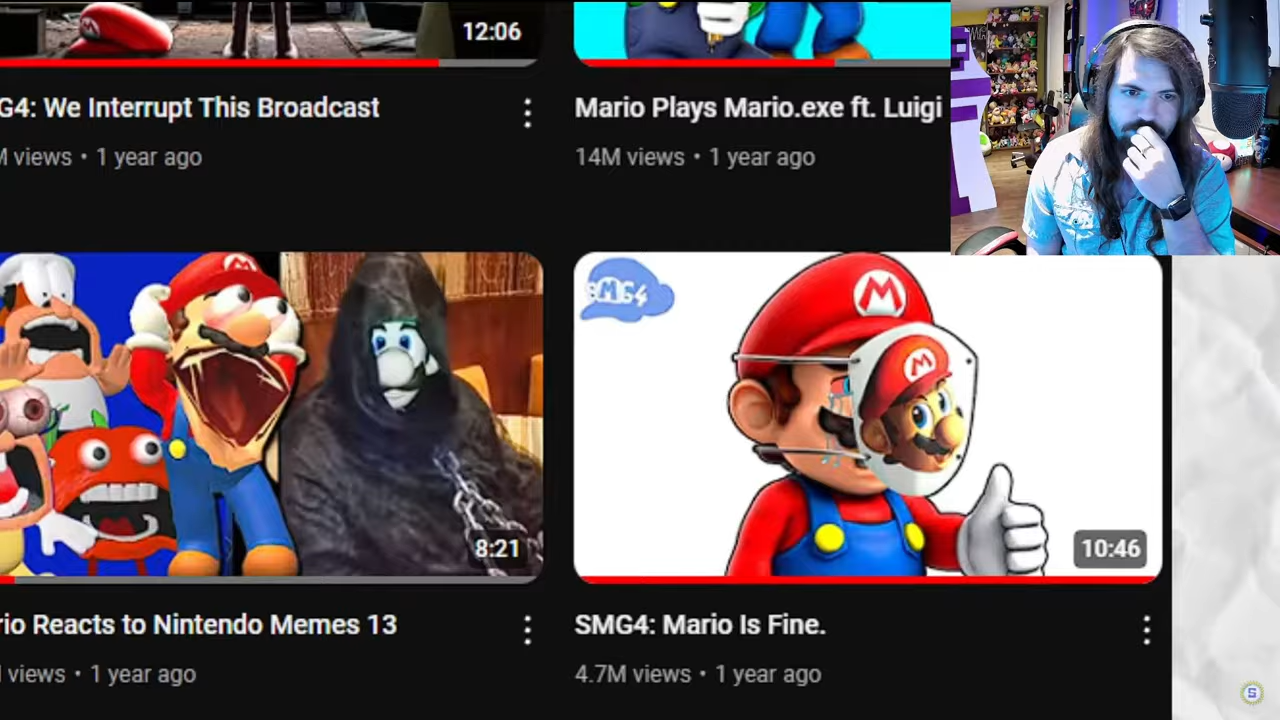 12:06
G4: We Interrupt This Broadcast
Mario Plays Mario.exe ft. Luigi
M views • 1 year ago
14M views • 1 year ago
SMG4
M
M
8:21
10:46
rio Reacts to Nintendo Memes 13
SMG4: Mario Is Fine.
views • 1 year ago
4.7M views • 1 year ago
S